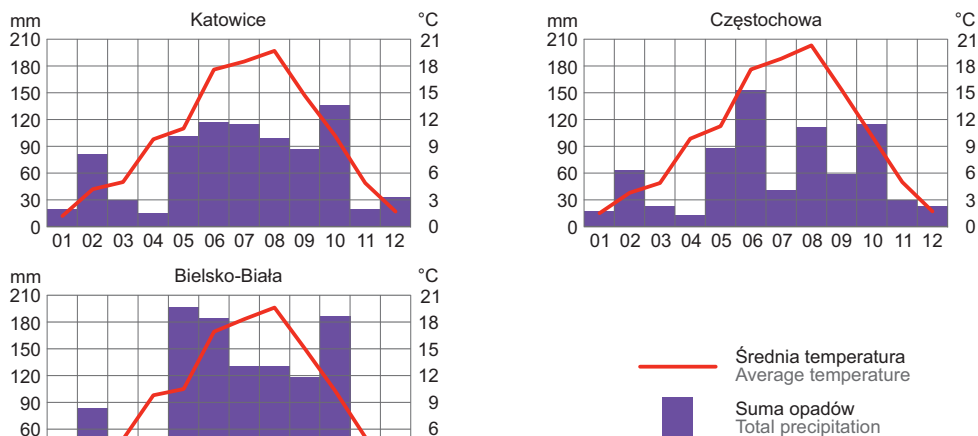 mm Katowice °C
210 21
180 18
150 15
120 12
90 9
60 6
30 3
0 0
01 02 03 04 05 06 07 08 09 10 11 12
mm Częstochowa °C
210 21
180 18
150 15
120 12
90 9
60 6
30 3
0 0
01 02 03 04 05 06 07 08 09 10 11 12
mm Bielsko-Biała °C
210 21
180 18
150 15
120 12
90 9
60 6
Średnia temperatura
Average temperature
Suma opadów
Total precipitation